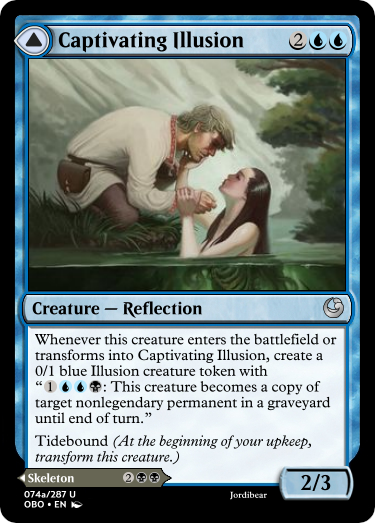 Captivating Illusion 2
Creature — Reflection
Whenever this creature enters the battlefield or
transforms into Captivating Illusion, create a
0/1 blue Illusion creature token with
“1: This creature becomes a copy of
target nonlegendary permanent in a graveyard
until end of turn.”
Tidebound (At the beginning of your upkeep,
transform this creature.)
Skeleton 2
2/3
074a/287 U
OBO • EN Jordibear